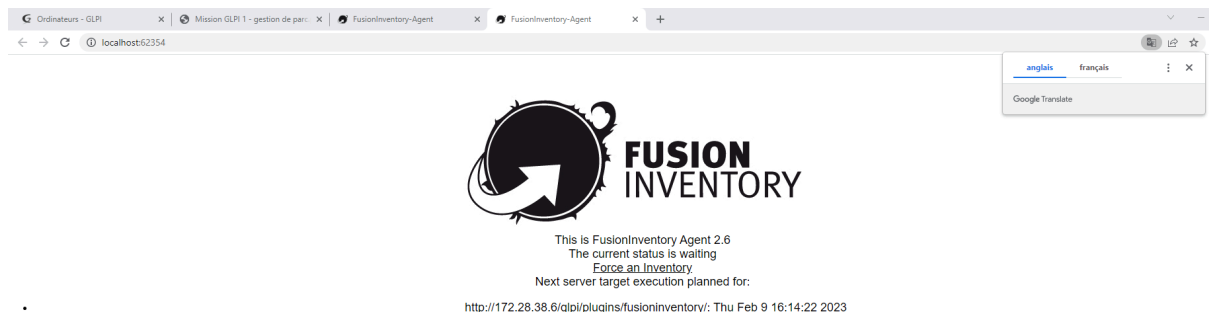 Ordinateurs - GLPI
Mission GLPI 1 - gestion de parc
FusionInventory-Agent
FusionInventory-Agent
localhost:62354
anglais français
Google Translate
FUSION
INVENTORY
This is FusionInventory Agent 2.6
The current status is waiting
Force an Inventory
Next server target execution planned for:
http://172.28.38.6/glpi/plugins/fusioninventory/: Thu Feb 9 16:14:22 2023